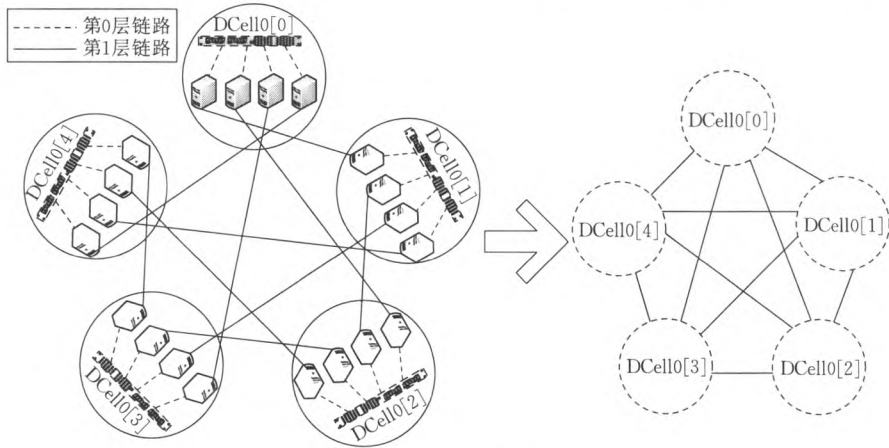 第0层链路
第1层链路
DCell0[0]
DCell0[4]
DCell0[1]
DCell0[3]
DCell0[2]
DCell0[0]
DCell0[4]
DCell0[1]
DCell0[3]
DCell0[2]